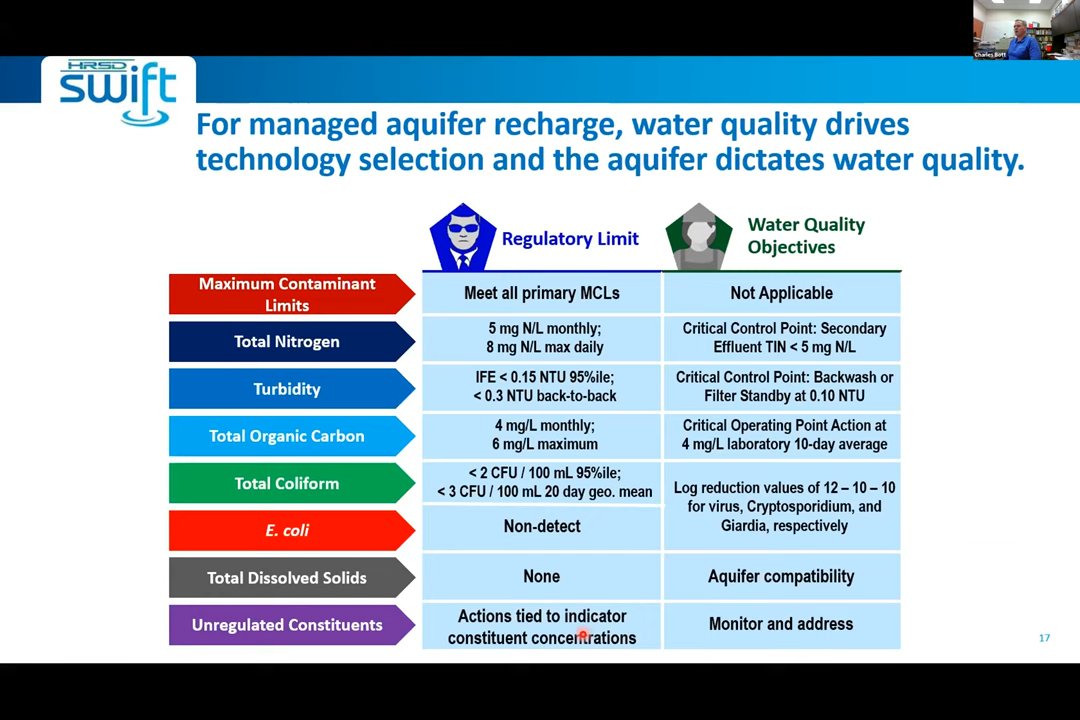 Charles Bott
HRSD
swift
For managed aquifer recharge, water quality drives
technology selection and the aquifer dictates water quality.
Regulatory Limit
Water Quality
Objectives
Maximum Contaminant
Limits
Meet all primary MCLs
Not Applicable
Total Nitrogen
5 mg N/L monthly;
8 mg N/L max daily
Critical Control Point: Secondary
Effluent TIN < 5 mg N/L
Turbidity
IFE < 0.15 NTU 95%ile;
< 0.3 NTU back-to-back
Critical Control Point: Backwash or
Filter Standby at 0.10 NTU
Total Organic Carbon
4 mg/L monthly;
6 mg/L maximum
Critical Operating Point Action at
4 mg/L laboratory 10-day average
Total Coliform
< 2 CFU / 100 mL 95%ile;
< 3 CFU / 100 mL 20 day geo. mean
Log reduction values of 12 – 10 – 10
for virus, Cryptosporidium, and
Giardia, respectively
E. coli
Non-detect
Total Dissolved Solids
None
Aquifer compatibility
Unregulated Constituents
Actions tied to indicator
constituent concentrations
Monitor and address
17